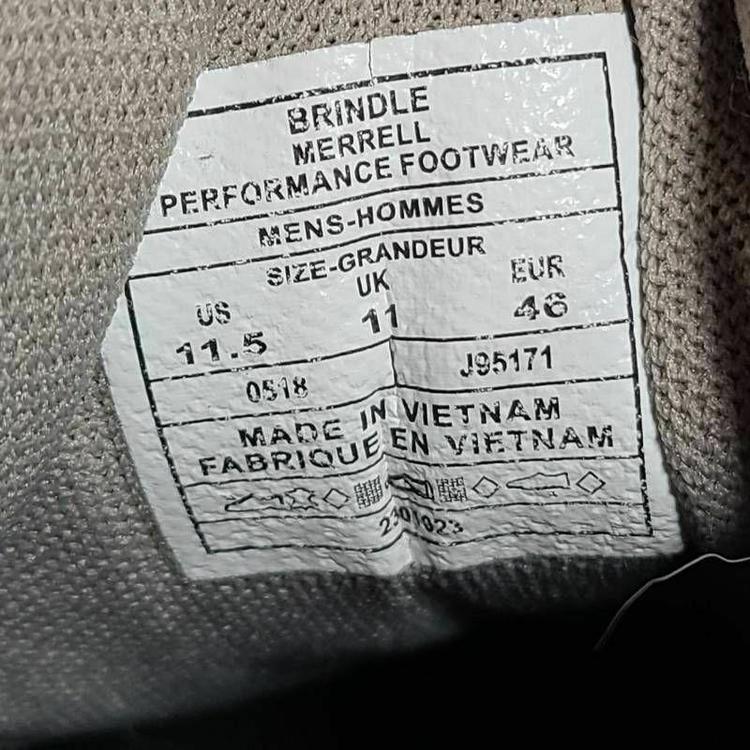 BRINDLE
MERRELL
PERFORMANCE FOOTWEAR
MENS-HOMMES
SIZE-GRANDEUR
US UK EUR
11.5 11 46
0518 J95171
MADE IN VIETNAM
FABRIQUE EN VIETNAM